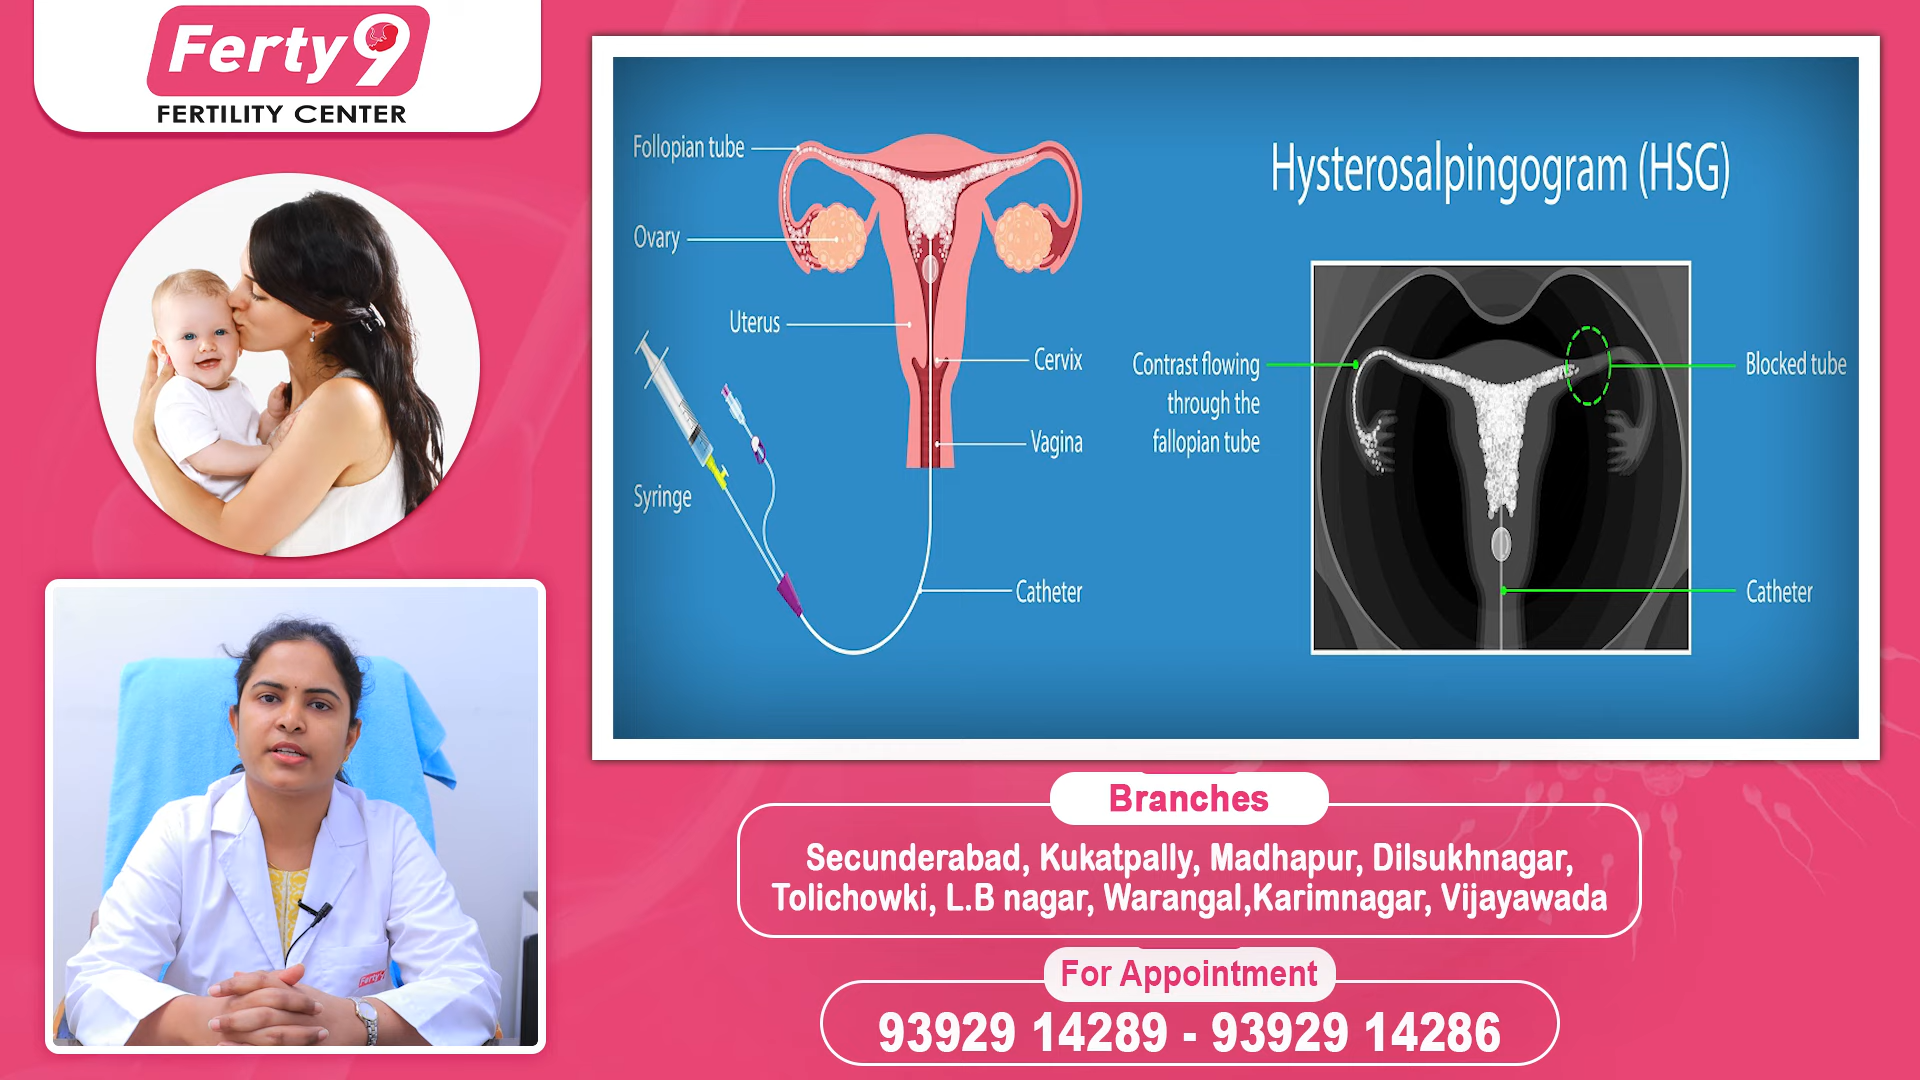 Ferty9
FERTILITY CENTER
Follopian tube
Ovary
Uterus
Cervix
Vagina
Syringe
Catheter
Hysterosalpingogram (HSG)
Contrast flowing
through the
fallopian tube
Blocked tube
Catheter
Ferty9
Branches
Secunderabad, Kukatpally, Madhapur, Dilsukhnagar,
Tolichowki, L.B nagar, Warangal,Karimnagar, Vijayawada
For Appointment
93929 14289 - 93929 14286